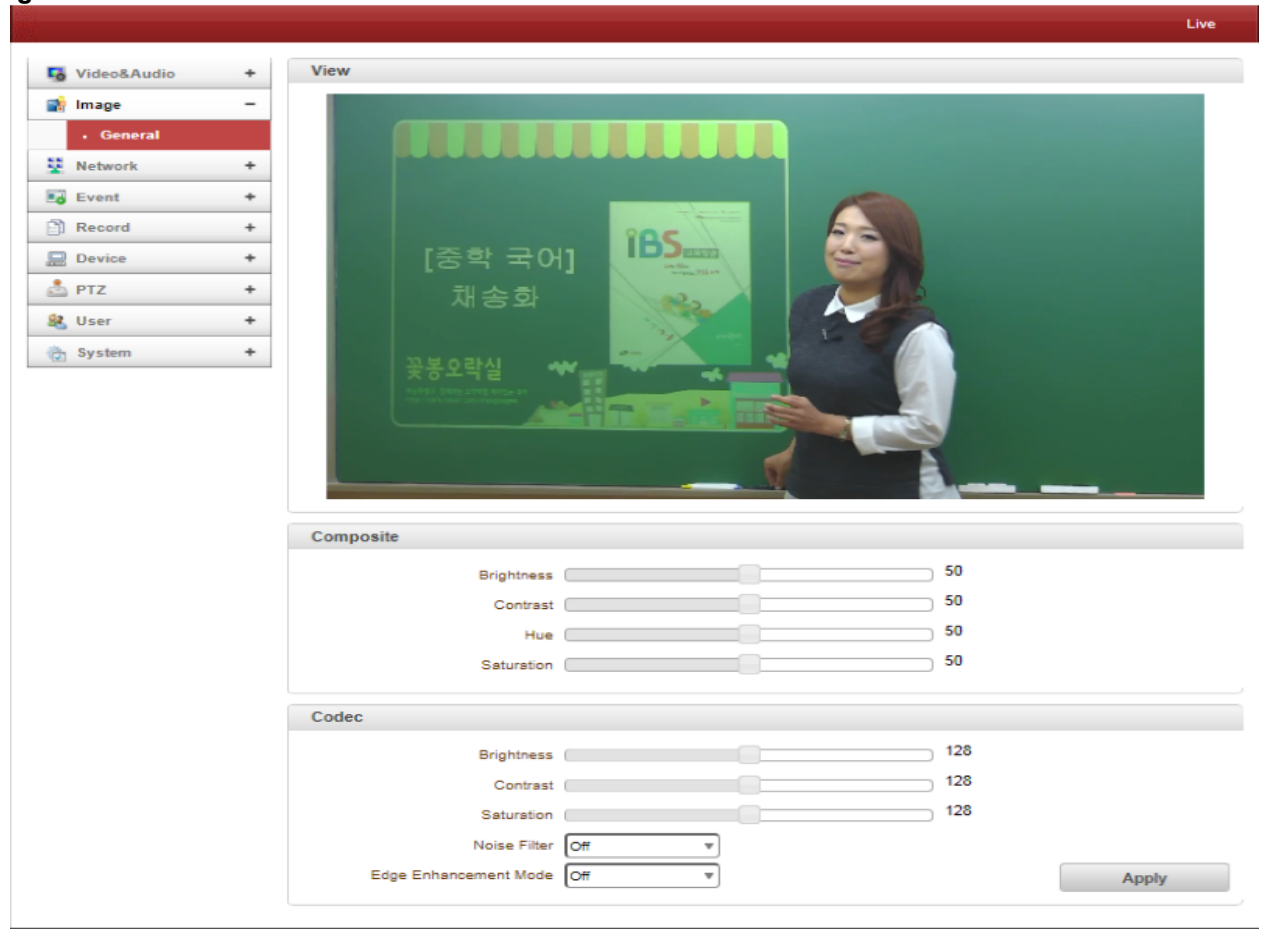 Live
Video&Audio +
Image −
• General
Network +
Event +
Record +
Device +
PTZ +
User +
System +
View
[중학 국어]
채송화
iBS
꽃봉오락실
Composite
Brightness 50
Contrast 50
Hue 50
Saturation 50
Codec
Brightness 128
Contrast 128
Saturation 128
Noise Filter Off
Edge Enhancement Mode Off
Apply